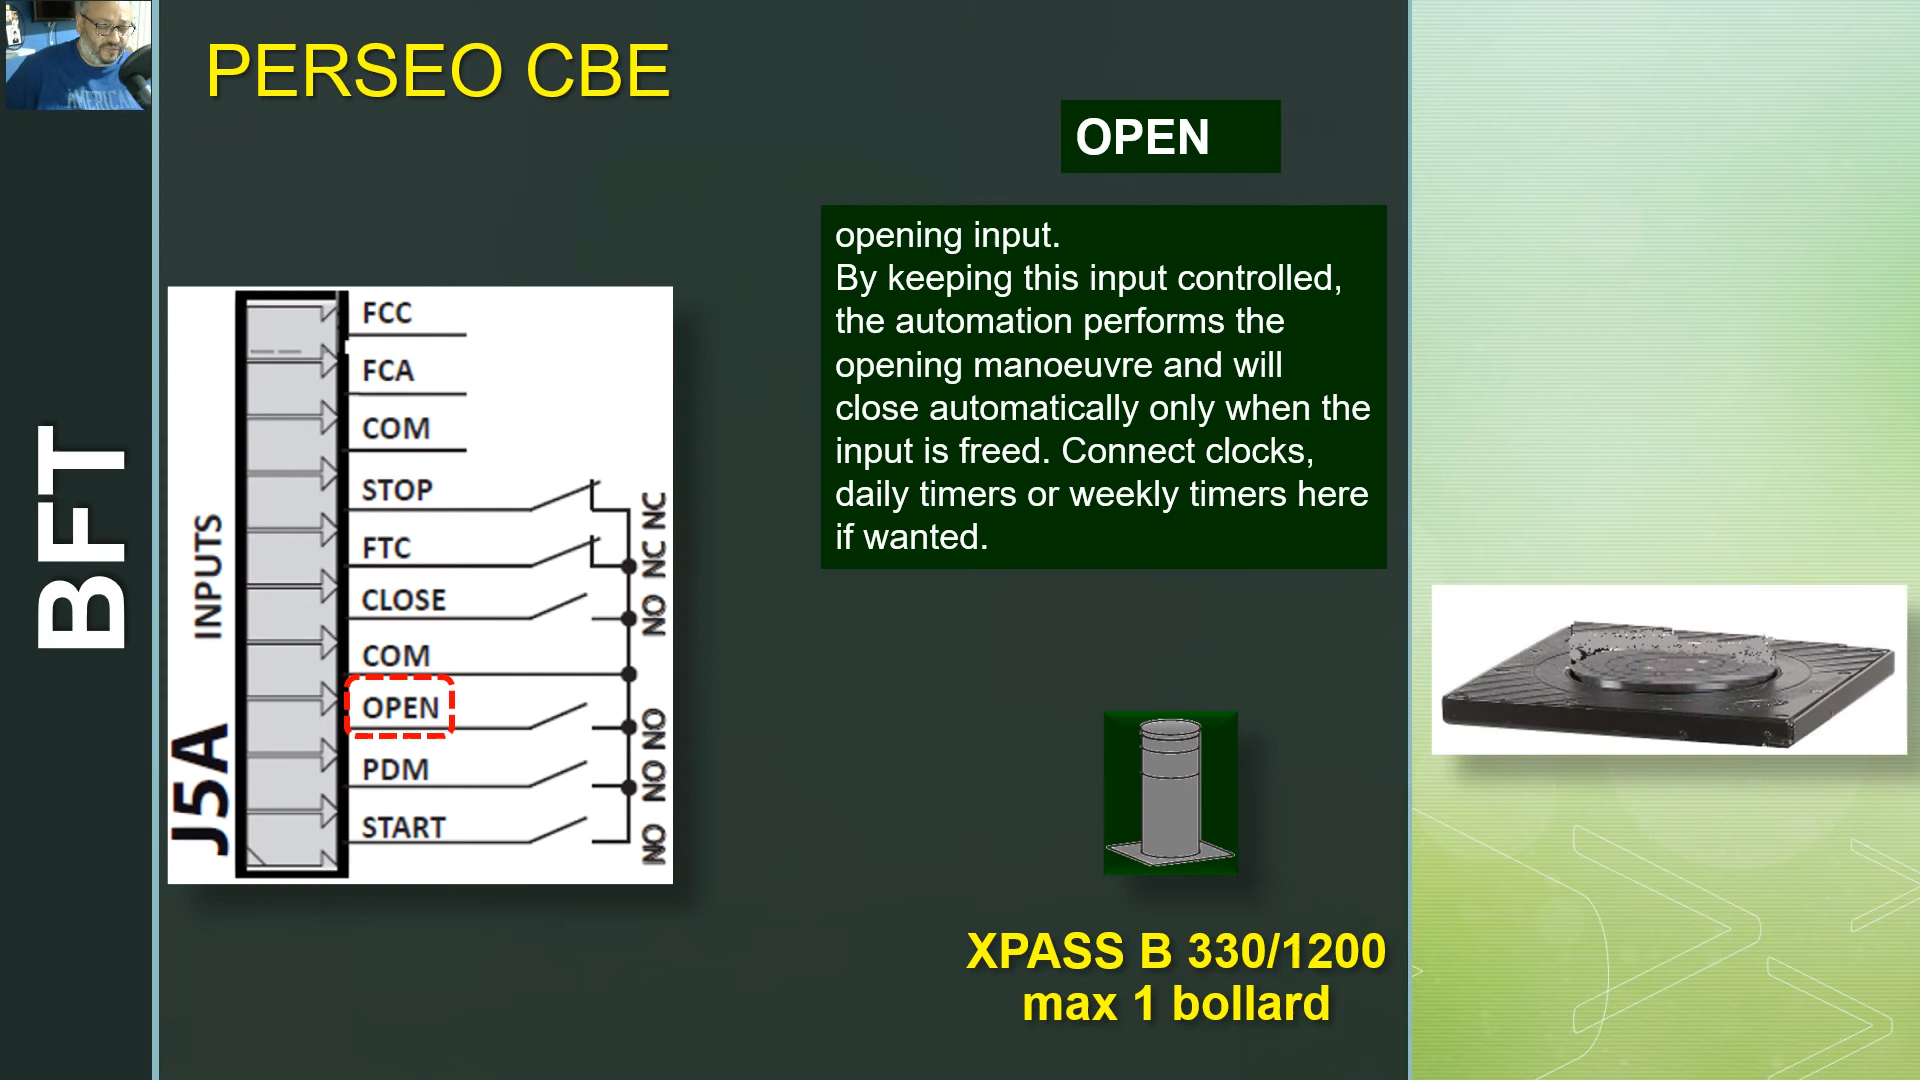 PERSEO CBE
OPEN
opening input.
By keeping this input controlled,
the automation performs the
opening manoeuvre and will
close automatically only when the
input is freed. Connect clocks,
daily timers or weekly timers here
if wanted.
BFT
INPUTS
J5A
FCC
FCA
COM
STOP
FTC
CLOSE
COM
OPEN
PDM
START
NC
NC
NO
NO
NO
NO
XPASS B 330/1200
max 1 bollard
AMERICAN